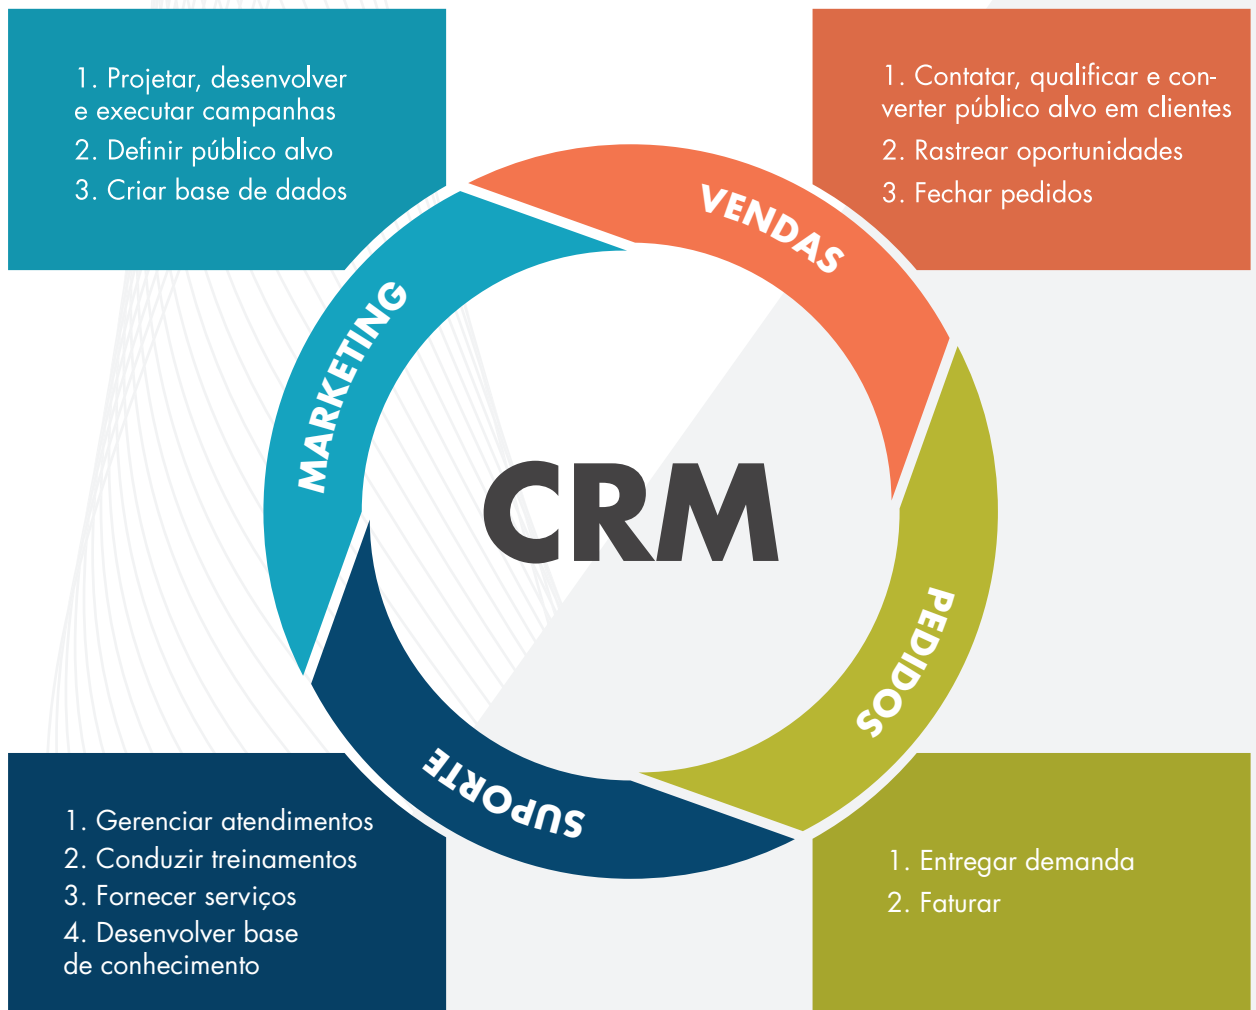 1. Projetar, desenvolver
e executar campanhas
2. Definir público alvo
3. Criar base de dados
1. Contatar, qualificar e con-
verter público alvo em clientes
2. Rastrear oportunidades
3. Fechar pedidos
VENDAS
MARKETING
CRM
PEDIDOS
SUPORTE
1. Gerenciar atendimentos
2. Conduzir treinamentos
3. Fornecer serviços
4. Desenvolver base
de conhecimento
1. Entregar demanda
2. Faturar